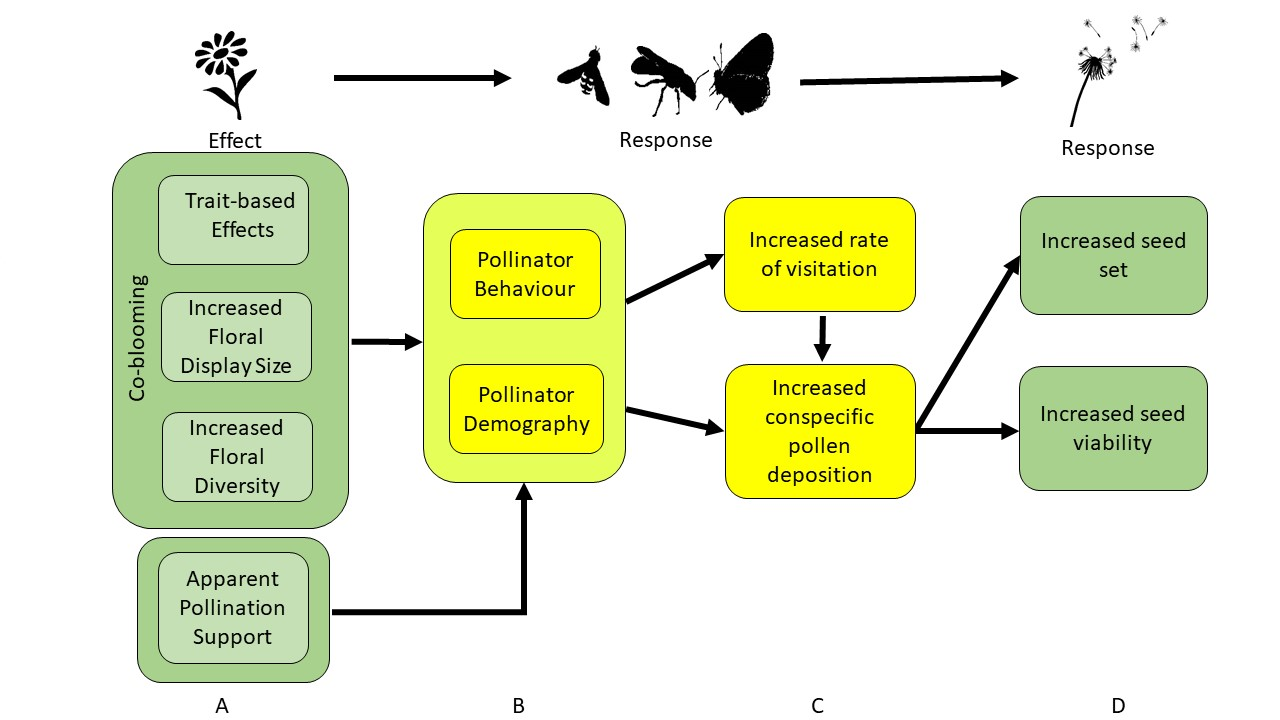 Effect
Response
Response
Co-blooming
Trait-based
Effects
Increased
Floral
Display Size
Increased
Floral
Diversity
Apparent
Pollination
Support
Pollinator
Behaviour
Pollinator
Demography
Increased rate
of visitation
Increased
conspecific
pollen
deposition
Increased seed
set
Increased seed
viability
A
B
C
D